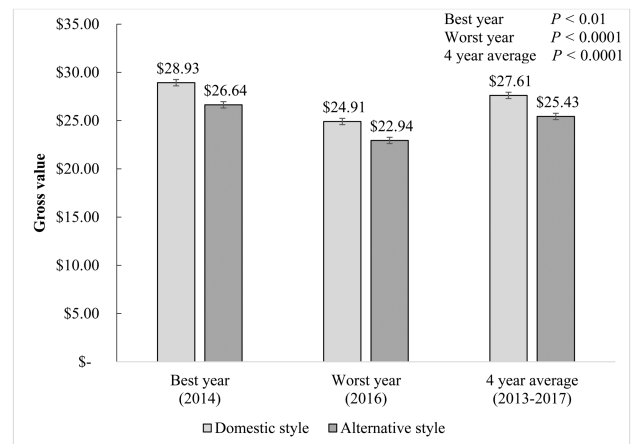 $35.00
Best year P < 0.01
Worst year P < 0.0001
4 year average P < 0.0001
$30.00
$28.93
$26.64
$24.91
$22.94
$27.61
$25.43
$25.00
$20.00
$15.00
$10.00
$5.00
$-
Gross value
Best year
(2014)
Worst year
(2016)
4 year average
(2013-2017)
Domestic style
Alternative style